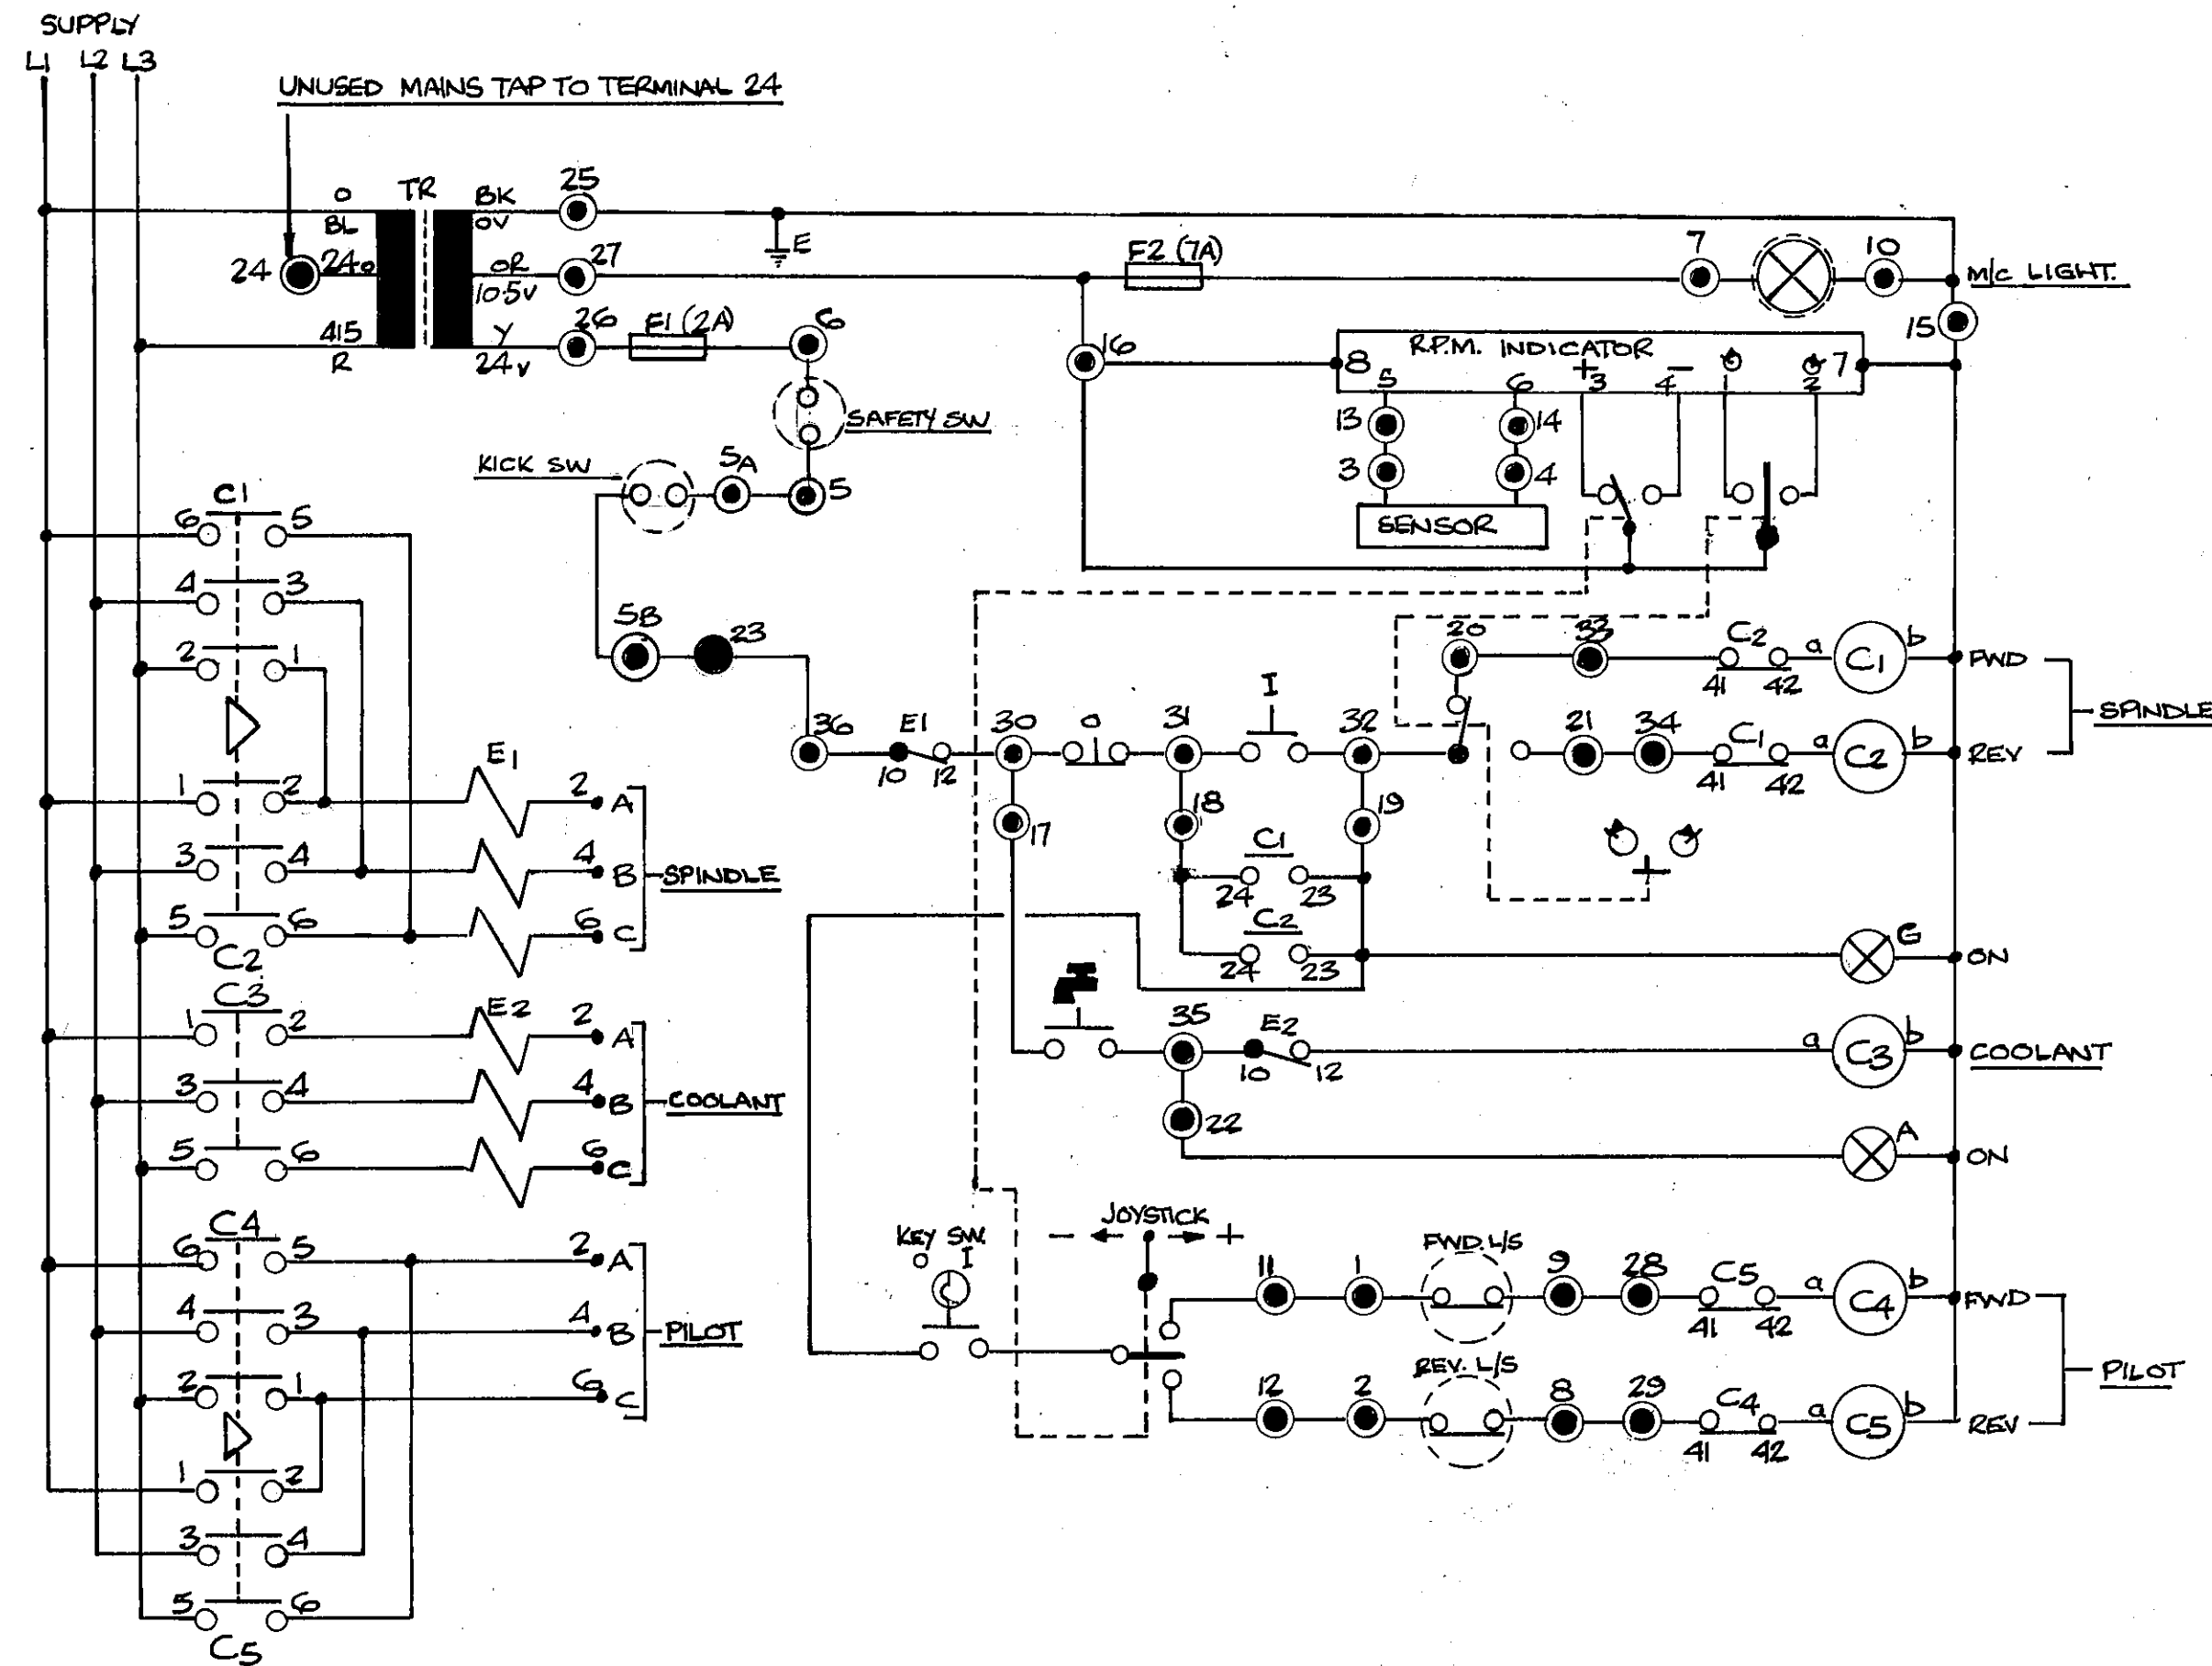 SUPPLY
L1 L2 L3
UNUSED MAINS TAP TO TERMINAL 24
O TR BK 25
BL OV
E
24 240 OR 27
10.5V
F2 (7A) 7 10 M/C LIGHT.
415 Y 26 F1 (2A) 6
R 24V
15
16 8 R.P.M. INDICATOR 7
5 6 + 3 4 - 1 2
SAFETY SW
13 14
3 4
KICK SW 5A 5
SENSOR
C1
6 5
4 3
2 1
5B 23
20 33 C2 a C1 b FWD
41 42
SPINDLE
36 E1 30 O 31 I 32 21 34 C1 a C2 b REV
10 12 41 42
E1
1 2 2 A
3 4 4 B SPINDLE
5 6 6 C
C2
17 18 19
C1
24 23
C2
24 23
G ON
C3
1 2 E2 2 A
3 4 4 B COOLANT
5 6 6 C
35 E2 a C3 b COOLANT
10 12
22 A ON
C4
6 5 2 A
4 3 4 B PILOT
2 1 6 C
1 2
3 4
5 6
C5
KEY SW.
O I
- JOYSTICK +
11 1 FWD. L/S 9 28 C5 a C4 b FWD
41 42
PILOT
12 2 REV. L/S 8 29 C4 a C5 b REV
41 42